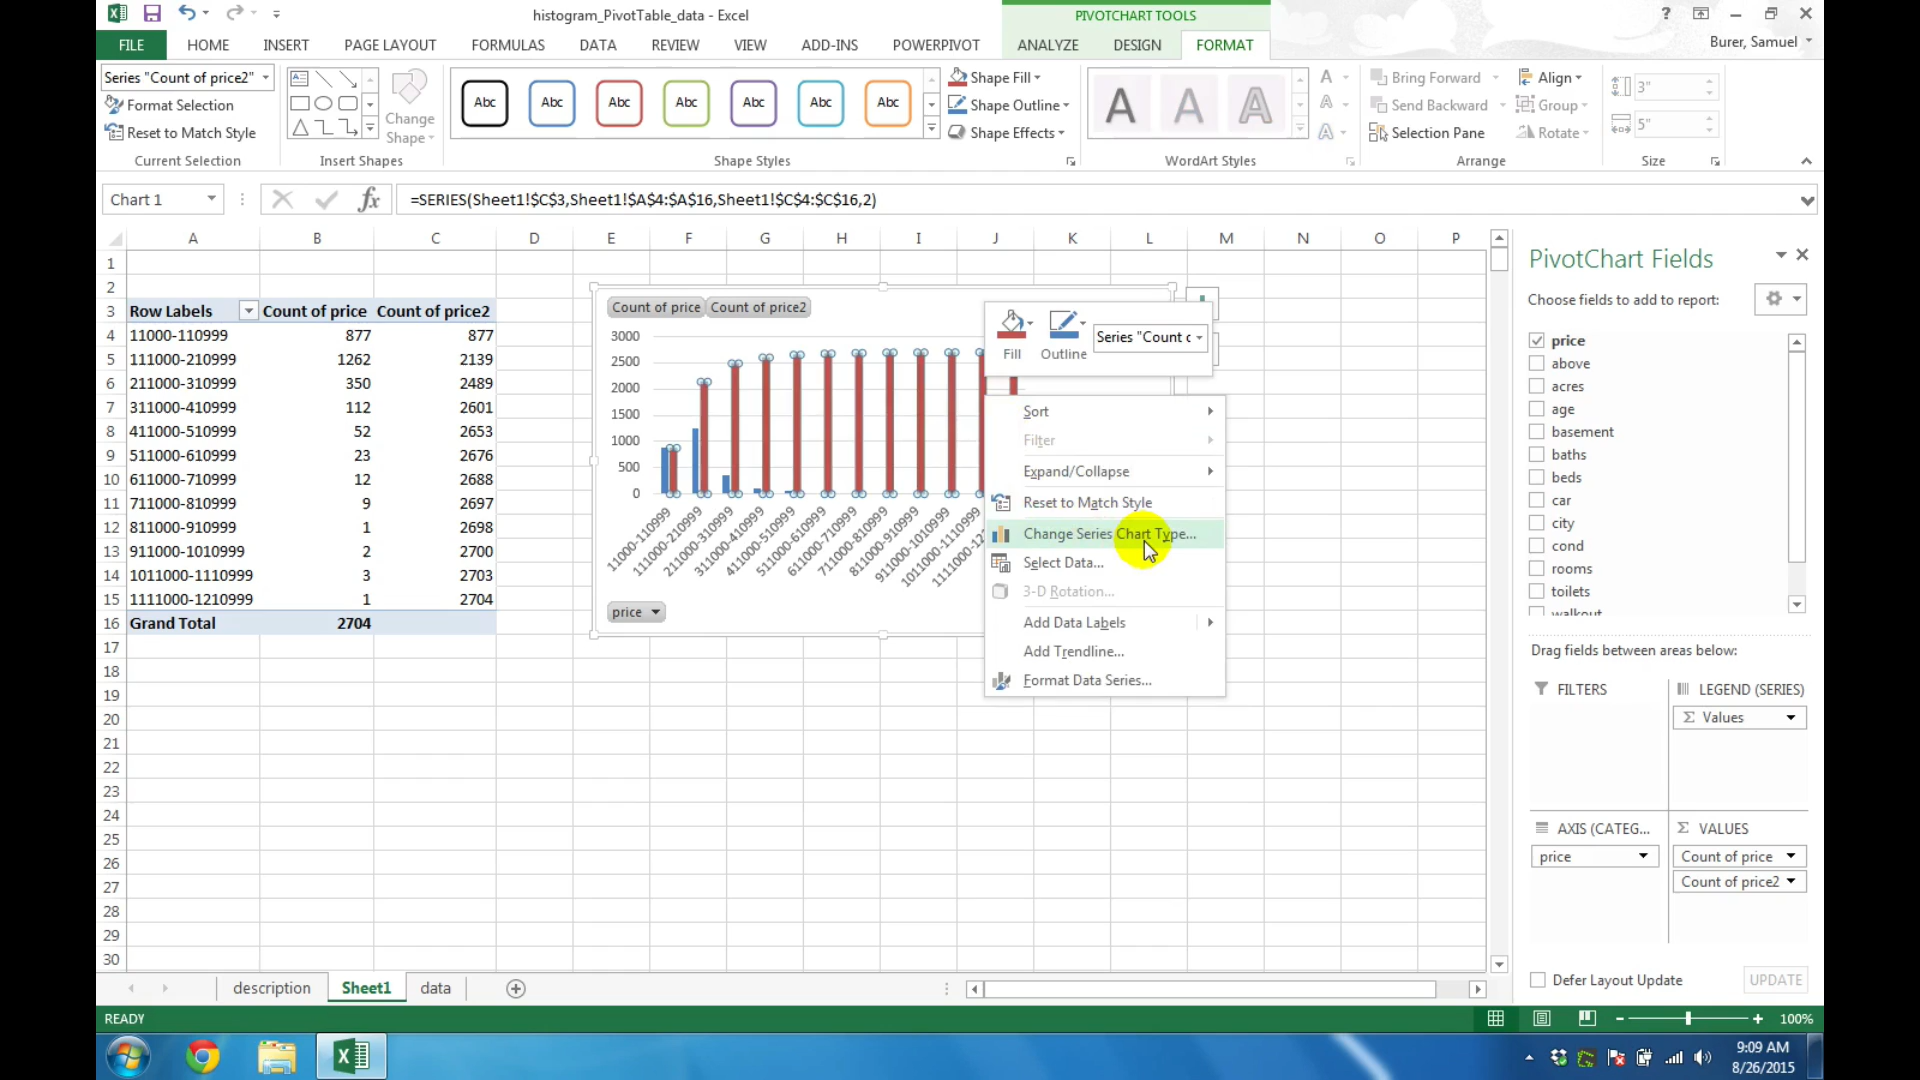 histogram_PivotTable_data - Excel
PIVOTCHART TOOLS
?
FILE HOME INSERT PAGE LAYOUT FORMULAS DATA REVIEW VIEW ADD-INS POWERPIVOT ANALYZE DESIGN FORMAT
Burer, Samuel
Series "Count of price2"
Format Selection
Reset to Match Style
Current Selection
Change
Shape
Insert Shapes
Abc Abc Abc Abc Abc Abc Abc
Shape Styles
Shape Fill
Shape Outline
Shape Effects
A A A
WordArt Styles
Bring Forward
Send Backward
Selection Pane
Align
Group
Rotate
Arrange
3"
5"
Size
Chart 1
fx
=SERIES(Sheet1!$C$3,Sheet1!$A$4:$A$16,Sheet1!$C$4:$C$16,2)
A B C D E F G H I J K L M N O P
1
2
3 Row Labels Count of price Count of price2
4 11000-110999 877 877
5 111000-210999 1262 2139
6 211000-310999 350 2489
7 311000-410999 112 2601
8 411000-510999 52 2653
9 511000-610999 23 2676
10 611000-710999 12 2688
11 711000-810999 9 2697
12 811000-910999 1 2698
13 911000-1010999 2 2700
14 1011000-1110999 3 2703
15 1111000-1210999 1 2704
16 Grand Total 2704
17
18
19
20
21
22
23
24
25
26
27
28
29
30
Count of price Count of price2
3000
2500
2000
1500
1000
500
0
11000-110999
111000-210999
211000-310999
311000-410999
411000-510999
511000-610999
611000-710999
711000-810999
811000-910999
911000-1010999
1011000-1110999
1111000-12
price
Fill
Outline
Series "Count c
Sort
Filter
Expand/Collapse
Reset to Match Style
Change Series Chart Type...
Select Data...
3-D Rotation...
Add Data Labels
Add Trendline...
Format Data Series...
PivotChart Fields
Choose fields to add to report:
price
above
acres
age
basement
baths
beds
car
city
cond
rooms
toilets
walkout
Drag fields between areas below:
FILTERS
LEGEND (SERIES)
Σ Values
AXIS (CATEG...
price
Σ VALUES
Count of price
Count of price2
Defer Layout Update
UPDATE
description Sheet1 data
READY
100%
9:09 AM
8/26/2015